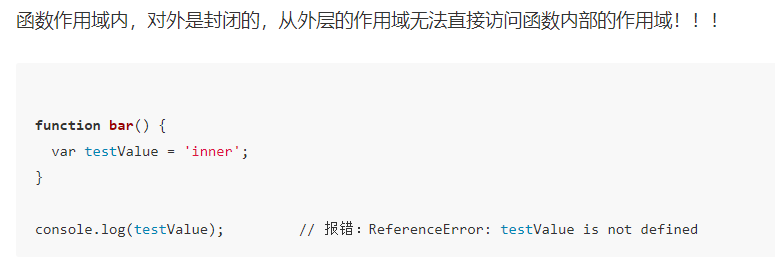 函数作用域内，对外是封闭的，从外层的作用域无法直接访问函数内部的作用域！！！
function bar() {
  var testValue = 'inner';
}
console.log(testValue);         // 报错：ReferenceError: testValue is not defined